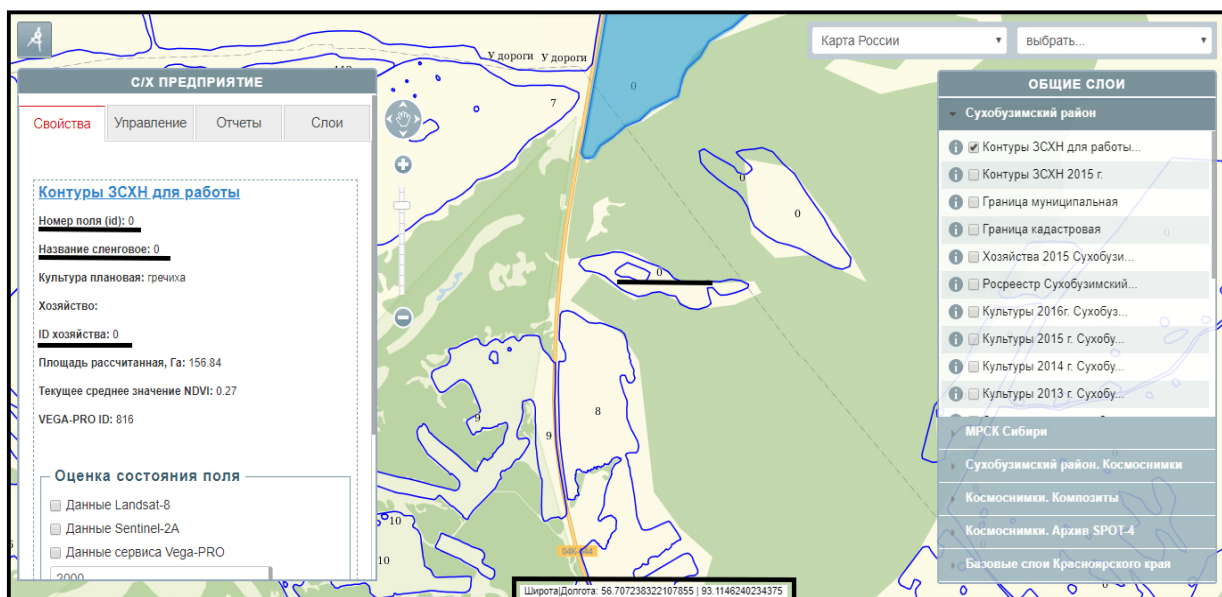 Карта России
выбрать...
С/Х ПРЕДПРИЯТИЕ
Свойства
Управление
Отчеты
Слои
Контуры ЗСХН для работы
Номер поля (id): 0
Название сленговое: 0
Культура плановая: гречиха
Хозяйство:
ID хозяйства: 0
Площадь рассчитанная, Га: 156.84
Текущее среднее значение NDVI: 0.27
VEGA-PRO ID: 816
Оценка состояния поля
Данные Landsat-8
Данные Sentinel-2A
Данные сервиса Vega-PRO
2000
У дороги У дороги
0
7
0
0
0
8
9
9
10
10
Широта|Долгота: 56.707238322107855 | 93.1146240234375
ОБЩИЕ СЛОИ
Сухобузимский район
Контуры ЗСХН для работы...
Контуры ЗСХН 2015 г.
Граница муниципальная
Граница кадастровая
Хозяйства 2015 Сухобузи...
Росреестр Сухобузимский...
Культуры 2016г. Сухобуз...
Культуры 2015 г. Сухобу...
Культуры 2014 г. Сухобу...
Культуры 2013 г. Сухобу...
МРСК Сибири
Сухобузимский район. Космоснимки
Космоснимки. Композиты
Космоснимки. Архив SPOT-4
Базовые слои Красноярского края